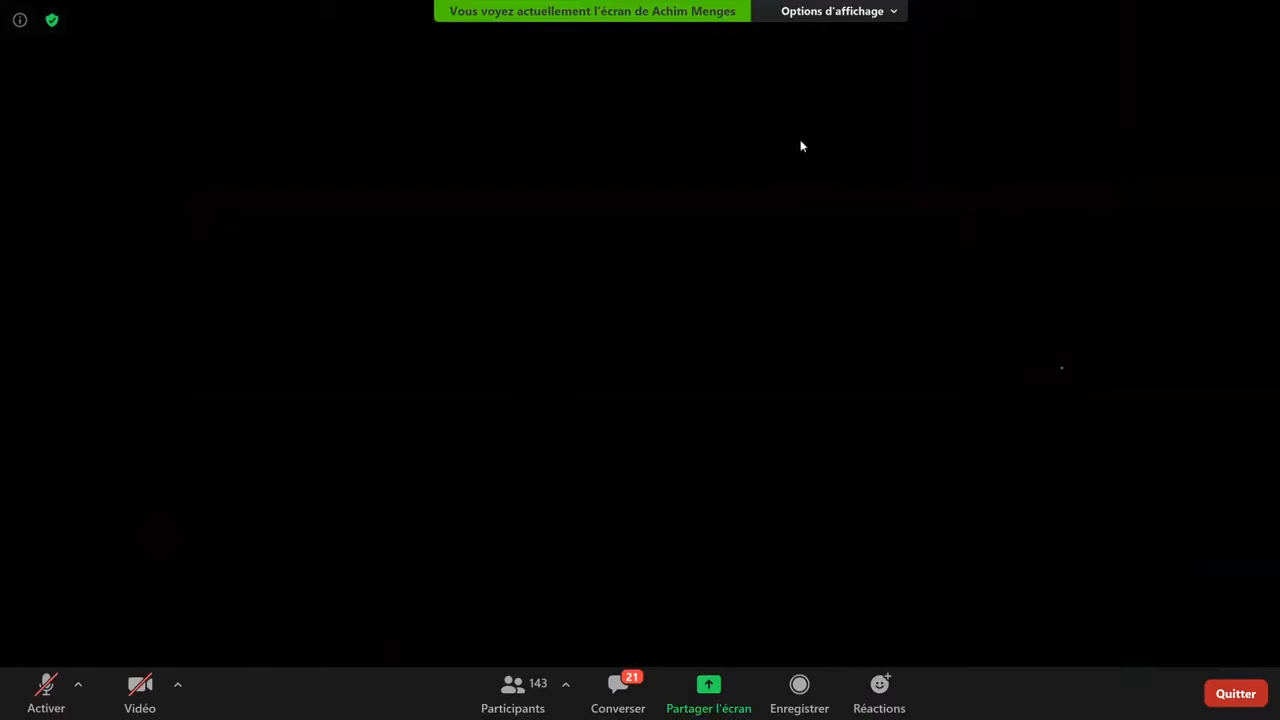 Vous voyez actuellement l'écran de Achim Menges
Options d'affichage
Activer
Vidéo
143
Participants
21
Converser
Partager l'écran
Enregistrer
Réactions
Quitter